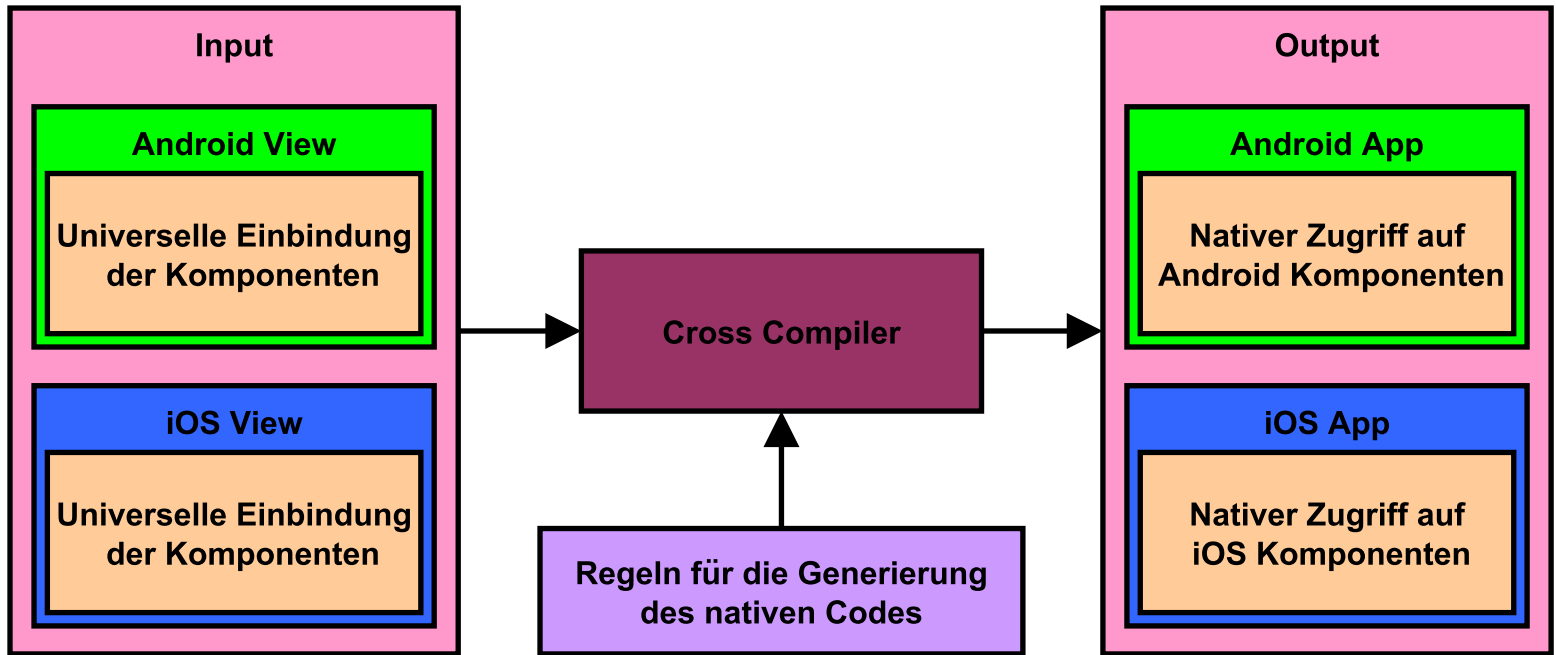 Input
Android View
Universelle Einbindung
der Komponenten
iOS View
Universelle Einbindung
der Komponenten
Cross Compiler
Regeln für die Generierung
des nativen Codes
Output
Android App
Nativer Zugriff auf
Android Komponenten
iOS App
Nativer Zugriff auf
iOS Komponenten